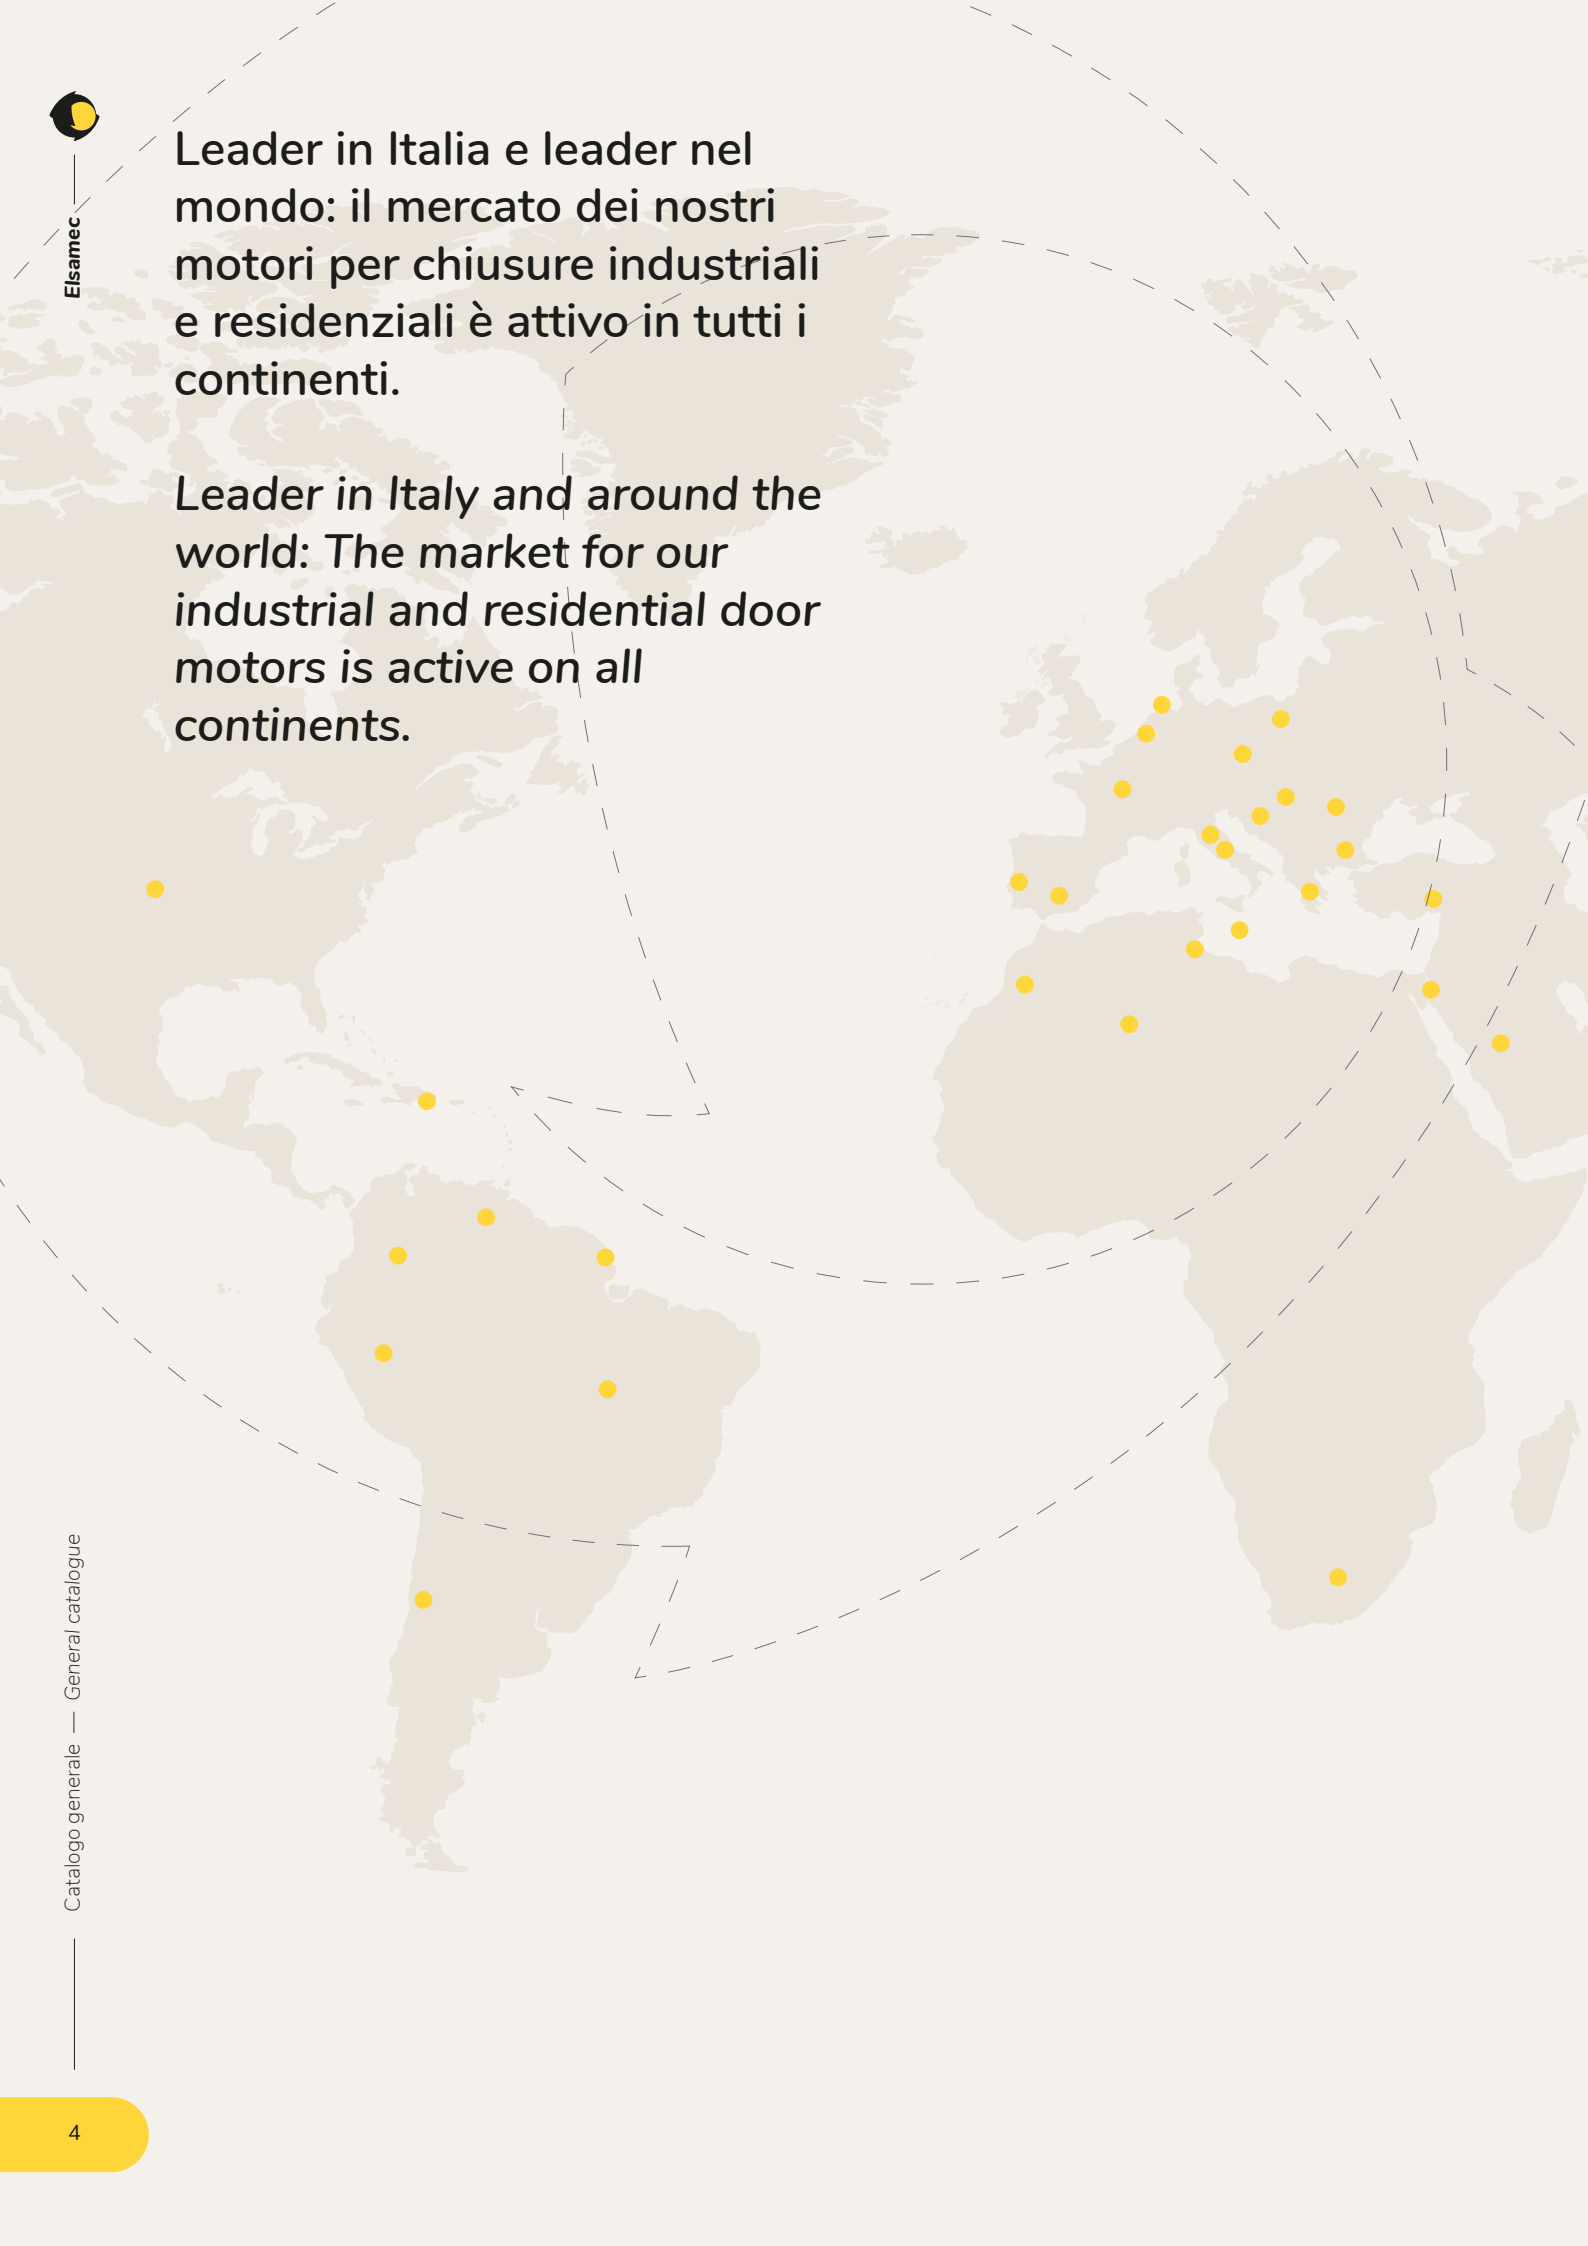 Elsamec
Leader in Italia e leader nel
mondo: il mercato dei nostri
motori per chiusure industriali
e residenziali è attivo in tutti i
continenti.
Leader in Italy and around the
world: The market for our
industrial and residential door
motors is active on all
continents.
Catalogo generale — General catalogue
4